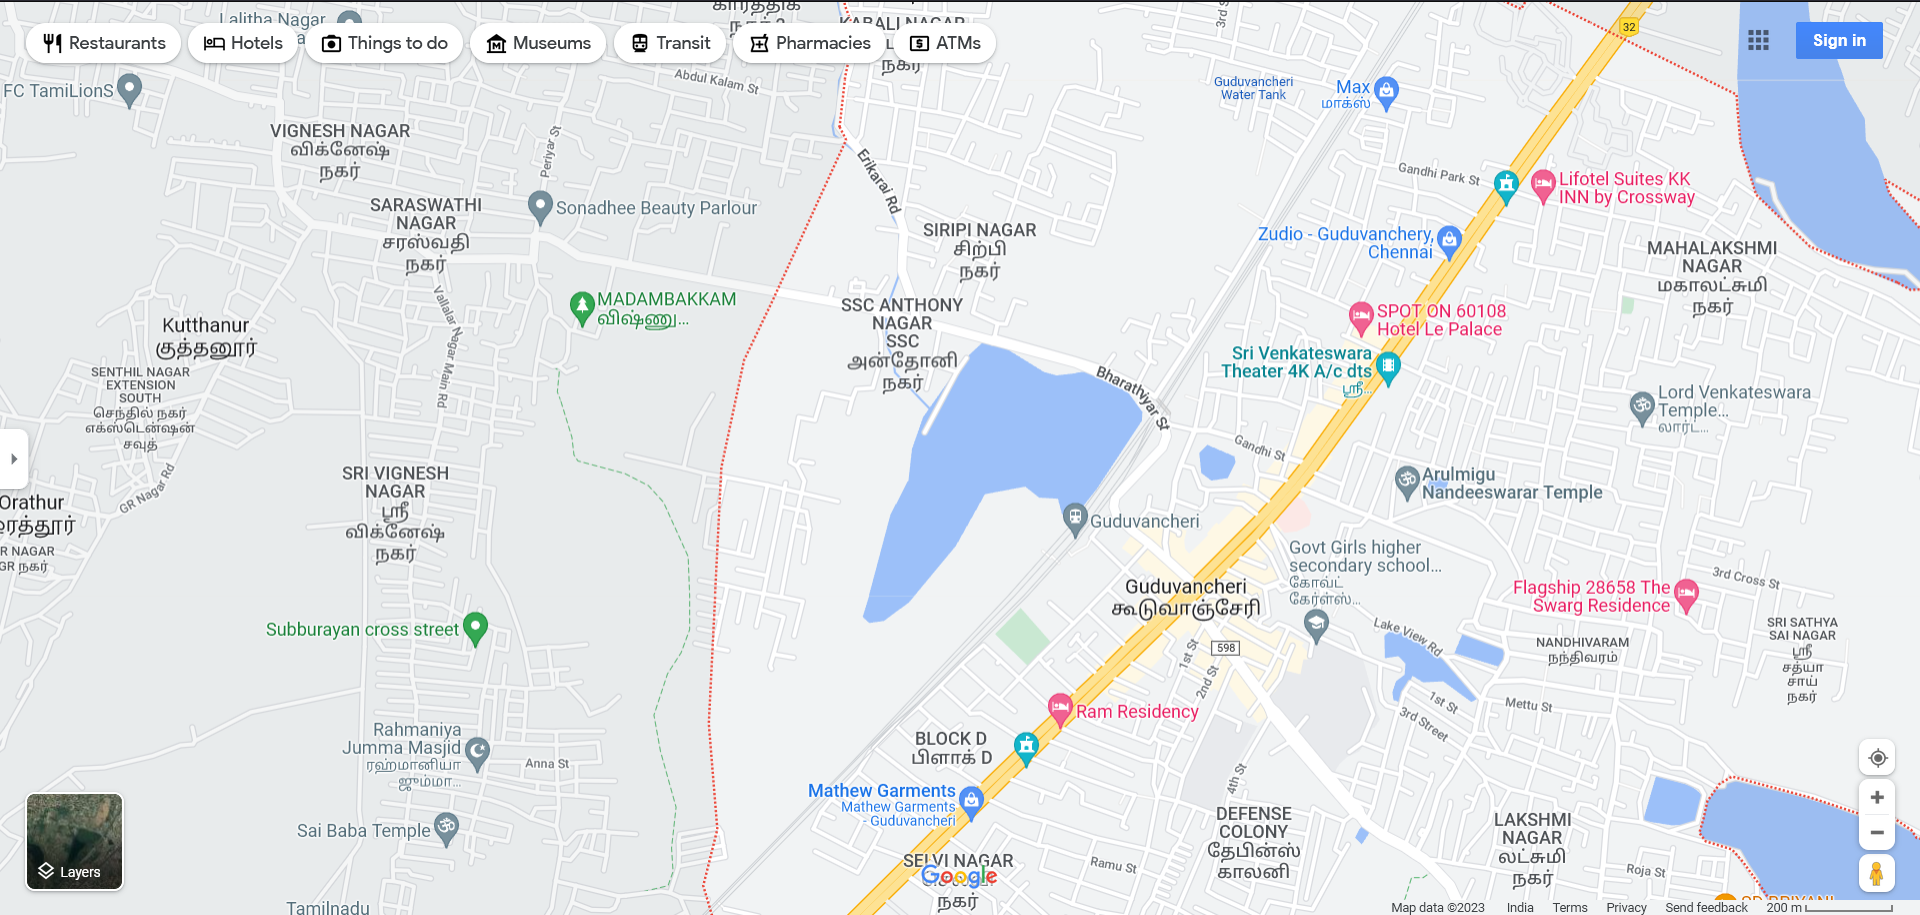 Restaurants
Hotels
Things to do
Museums
Transit
Pharmacies
ATMs
Sign in
32
Lalitha Nagar
கார்த்திக்
KABALI NAGAR
நகர்
3rd S
FC TamiLionS
Abdul Kalam St
Guduvancheri
Water Tank
Max
மாக்ஸ்
VIGNESH NAGAR
விக்னேஷ்
நகர்
Periyar St
Erikarai Rd
Gandhi Park St
Lifotel Suites KK
INN by Crossway
SARASWATHI
NAGAR
சரஸ்வதி
நகர்
Sonadhee Beauty Parlour
SIRIPI NAGAR
சிற்பி
நகர்
Zudio - Guduvanchery,
Chennai
MAHALAKSHMI
NAGAR
மகாலட்சுமி
நகர்
MADAMBAKKAM
விஷ்ணு...
Vallalar Nagar Main Rd
SSC ANTHONY
NAGAR
SSC
அன்தோனி
நகர்
SPOT ON 60108
Hotel Le Palace
Kutthanur
குத்தனூர்
Sri Venkateswara
Theater 4K A/c dts
ஸ்ரீ...
SENTHIL NAGAR
EXTENSION
SOUTH
செந்தில் நகர்
எக்ஸ்டென்ஷன்
சவுத்
Bharathiyar St
Lord Venkateswara
Temple...
லார்ட்...
Gandhi St
GR Nagar Rd
SRI VIGNESH
NAGAR
ஸ்ரீ
விக்னேஷ்
நகர்
Arulmigu
Nandeeswarar Temple
Orathur
ஓரத்தூர்
R NAGAR
GR நகர்
Guduvancheri
Govt Girls higher
secondary school...
கோவ்ட்
கேர்ள்ஸ்...
Guduvancheri
கூடுவாஞ்சேரி
3rd Cross St
Flagship 28658 The
Swarg Residence
Subburayan cross street
598
Lake View Rd
NANDHIVARAM
நந்திவரம்
SRI SATHYA
SAI NAGAR
ஸ்ரீ
சத்யா
சாய்
நகர்
1st St
2nd St
1st St
Mettu St
3rd Street
Ram Residency
Rahmaniya
Jumma Masjid
ரஹ்மானியா
ஜும்மா...
Anna St
BLOCK D
பிளாக் D
4th St
Mathew Garments
Mathew Garments
- Guduvancheri
Sai Baba Temple
DEFENSE
COLONY
தேபின்ஸ்
காலனி
LAKSHMI
NAGAR
லட்சுமி
நகர்
Layers
SELVI NAGAR
Google
நகர்
Ramu St
Roja St
Tamilnadu
Map data ©2023
India
Terms
Privacy
Send feedback
200 m